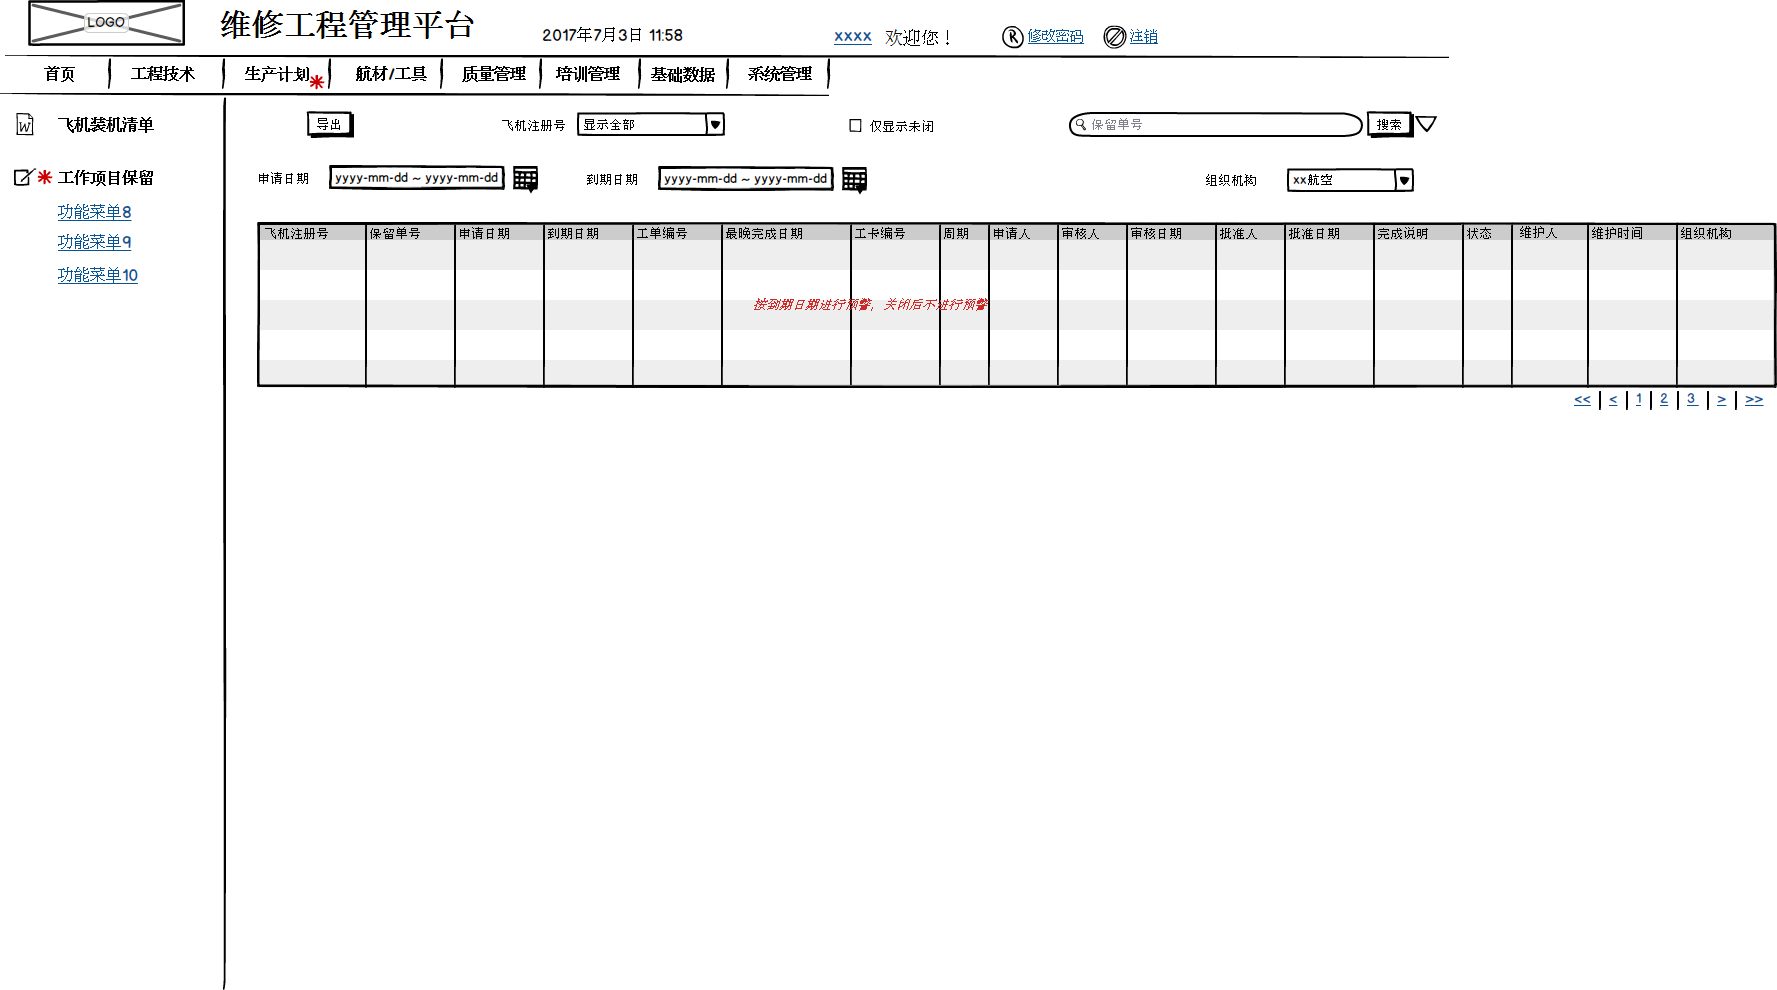 LOGO 维修工程管理平台 2017年7月3日 11:58 xxxx 欢迎您！ R 修改密码 注销
首页 工程技术 生产计划 * 航材/工具 质量管理 培训管理 基础数据 系统管理
W 飞机装机清单
导出 飞机注册号 显示全部 仅显示未闭 保留单号 搜索
* 工作项目保留
申请日期 yyyy-mm-dd ~ yyyy-mm-dd 到期日期 yyyy-mm-dd ~ yyyy-mm-dd 组织机构 xx航空
功能菜单8
功能菜单9
功能菜单10
飞机注册号 保留单号 申请日期 到期日期 工单编号 最晚完成日期 工卡编号 周期 申请人 审核人 审核日期 批准人 批准日期 完成说明 状态 维护人 维护时间 组织机构
按到期日期进行预警，关闭后不进行预警
<< | < | 1 | 2 | 3 | > | >>